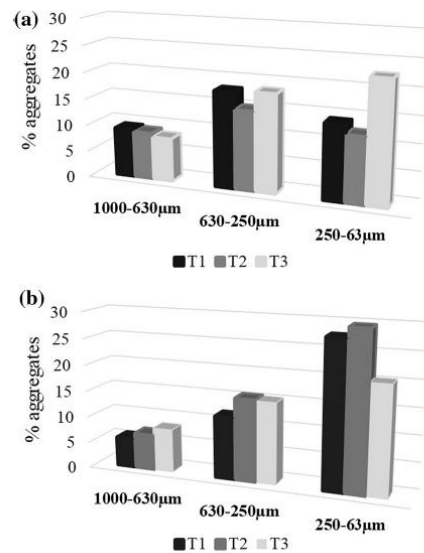 (a)
30
25
20
15
10
5
0
% aggregates
1000-630µm
630-250µm
250-63µm
T1 T2 T3
(b)
30
25
20
15
10
5
0
% aggregates
1000-630µm
630-250µm
250-63µm
T1 T2 T3